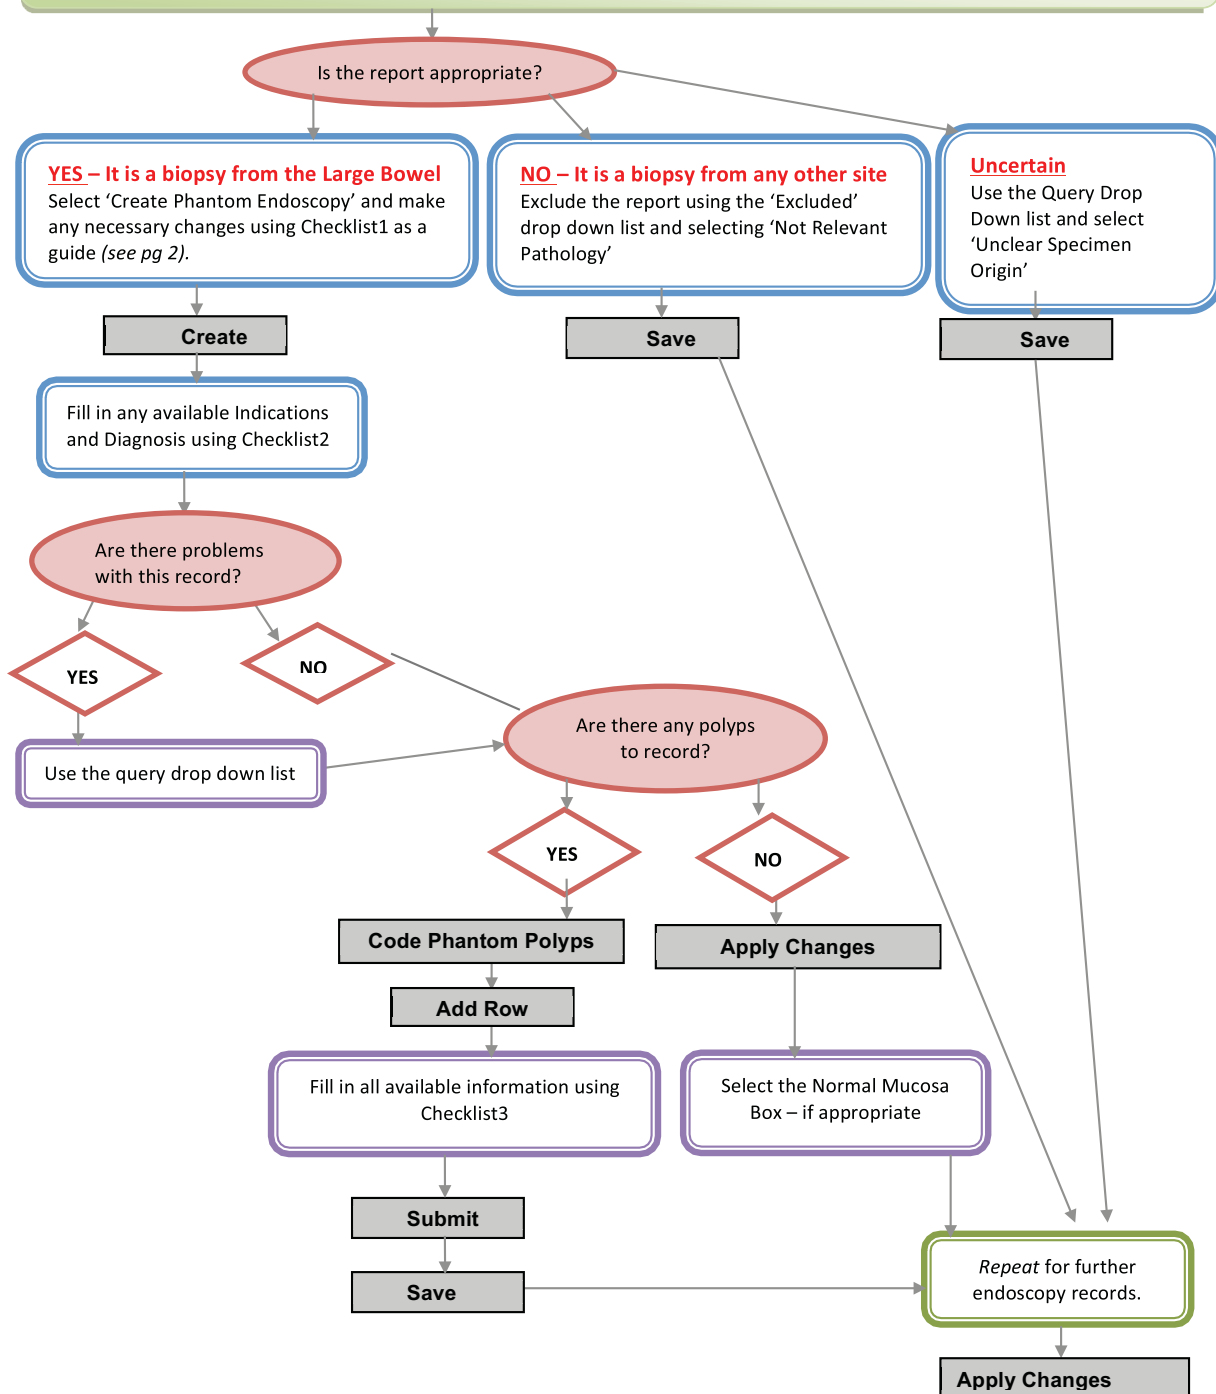 Is the report appropriate?
YES – It is a biopsy from the Large Bowel
Select ‘Create Phantom Endoscopy’ and make
any necessary changes using Checklist1 as a
guide (see pg 2).
NO – It is a biopsy from any other site
Exclude the report using the ‘Excluded’
drop down list and selecting ‘Not Relevant
Pathology’
Uncertain
Use the Query Drop
Down list and select
‘Unclear Specimen
Origin’
Create
Save
Save
Fill in any available Indications
and Diagnosis using Checklist2
Are there problems
with this record?
YES
NO
Use the query drop down list
Are there any polyps
to record?
YES
NO
Code Phantom Polyps
Apply Changes
Add Row
Fill in all available information using
Checklist3
Select the Normal Mucosa
Box – if appropriate
Submit
Save
Repeat for further
endoscopy records.
Apply Changes